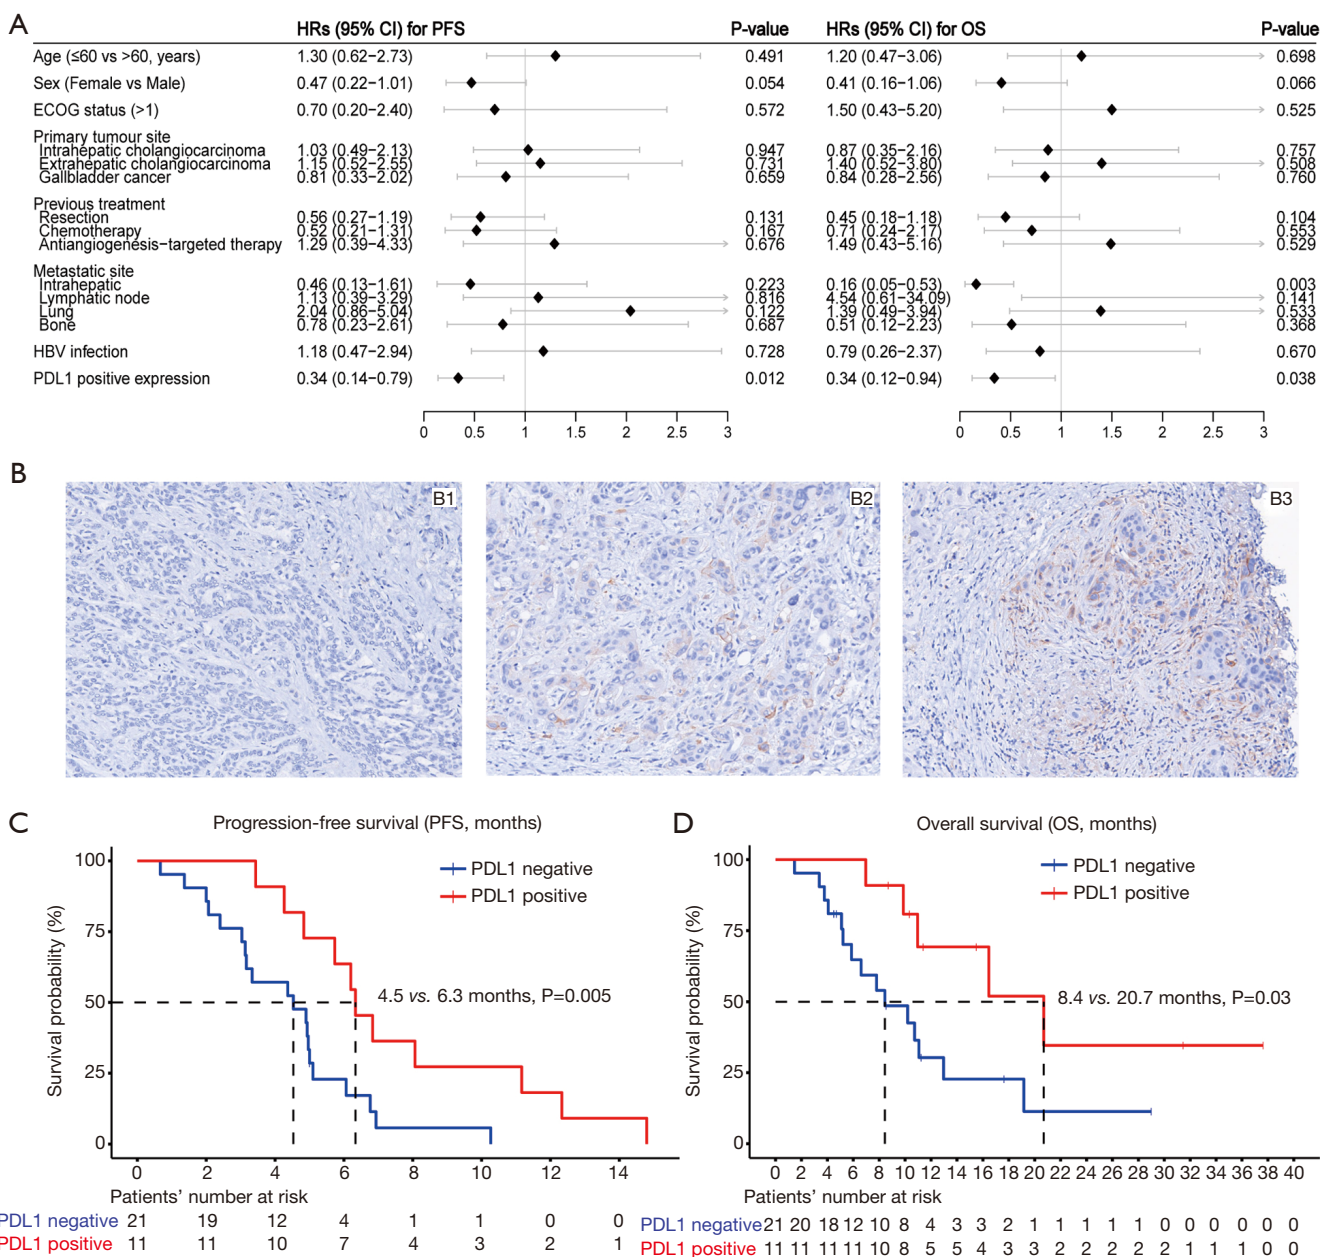 A
HRs (95% CI) for PFS P-value HRs (95% CI) for OS P-value
Age (≤60 vs >60, years) 1.30 (0.62−2.73) 0.491 1.20 (0.47−3.06) 0.698
Sex (Female vs Male) 0.47 (0.22−1.01) 0.054 0.41 (0.16−1.06) 0.066
ECOG status (>1) 0.70 (0.20−2.40) 0.572 1.50 (0.43−5.20) 0.525
Primary tumour site
Intrahepatic cholangiocarcinoma 1.03 (0.49−2.13) 0.947 0.87 (0.35−2.16) 0.757
Extrahepatic cholangiocarcinoma 1.15 (0.52−2.55) 0.731 1.40 (0.52−3.80) 0.508
Gallbladder cancer 0.81 (0.33−2.02) 0.659 0.84 (0.28−2.56) 0.760
Previous treatment
Resection 0.56 (0.27−1.19) 0.131 0.45 (0.18−1.18) 0.104
Chemotherapy 0.52 (0.21−1.31) 0.167 0.71 (0.24−2.17) 0.553
Antiangiogenesis−targeted therapy 1.29 (0.39−4.33) 0.676 1.49 (0.43−5.16) 0.529
Metastatic site
Intrahepatic 0.46 (0.13−1.61) 0.223 0.16 (0.05−0.53) 0.003
Lymphatic node 1.13 (0.39−3.29) 0.816 4.54 (0.61−34.09) 0.141
Lung 2.04 (0.86−5.04) 0.122 1.39 (0.49−3.94) 0.533
Bone 0.78 (0.23−2.61) 0.687 0.51 (0.12−2.23) 0.368
HBV infection 1.18 (0.47−2.94) 0.728 0.79 (0.26−2.37) 0.670
PDL1 positive expression 0.34 (0.14−0.79) 0.012 0.34 (0.12−0.94) 0.038
0 0.5 1 1.5 2 2.5 3 0 0.5 1 1.5 2 2.5 3
B
B1 B2 B3
C
Progression-free survival (PFS, months)
PDL1 negative
PDL1 positive
Survival probability (%)
100
75
50
25
0
4.5 vs. 6.3 months, P=0.005
0 2 4 6 8 10 12 14
Patients’ number at risk
PDL1 negative 21 19 12 4 1 1 0 0
PDL1 positive 11 11 10 7 4 3 2 1
D
Overall survival (OS, months)
PDL1 negative
PDL1 positive
Survival probability (%)
100
75
50
25
0
8.4 vs. 20.7 months, P=0.03
0 2 4 6 8 10 12 14 16 18 20 22 24 26 28 30 32 34 36 38 40
Patients’ number at risk
PDL1 negative 21 20 18 12 10 8 4 3 3 2 1 1 1 1 1 0 0 0 0 0 0
PDL1 positive 11 11 11 11 10 8 5 5 4 3 3 2 2 2 2 2 1 1 1 0 0